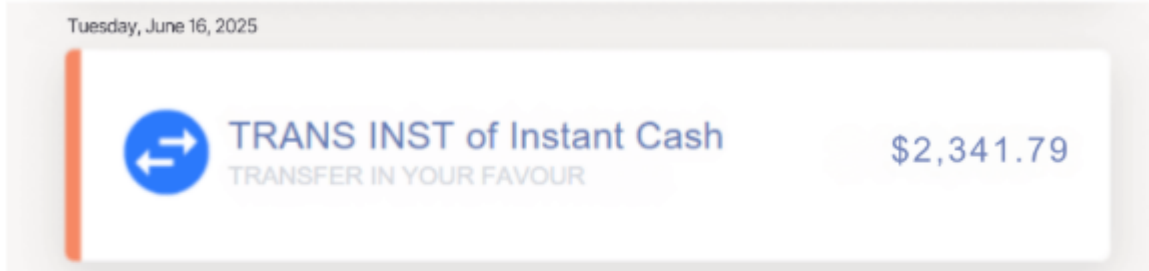 Tuesday, June 16, 2025
TRANS INST of Instant Cash
$2,341.79
TRANSFER IN YOUR FAVOUR